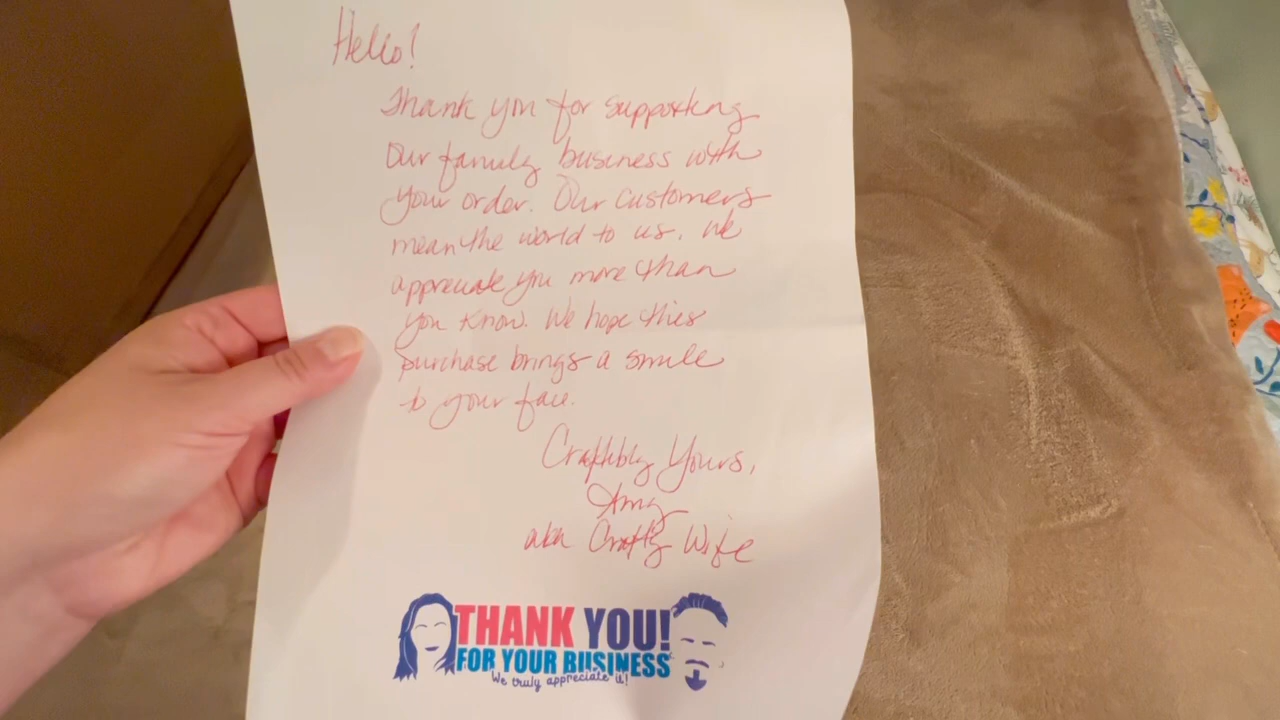 Hello!
Thank you for supporting
our family business with
your order. Our customers
mean the world to us. We
appreciate you more than
you know. We hope this
purchase brings a smile
to your face.
Craftibly Yours,
Amy
aka Crafty Wife
THANK YOU!
FOR YOUR BUSINESS
We truly appreciate it!